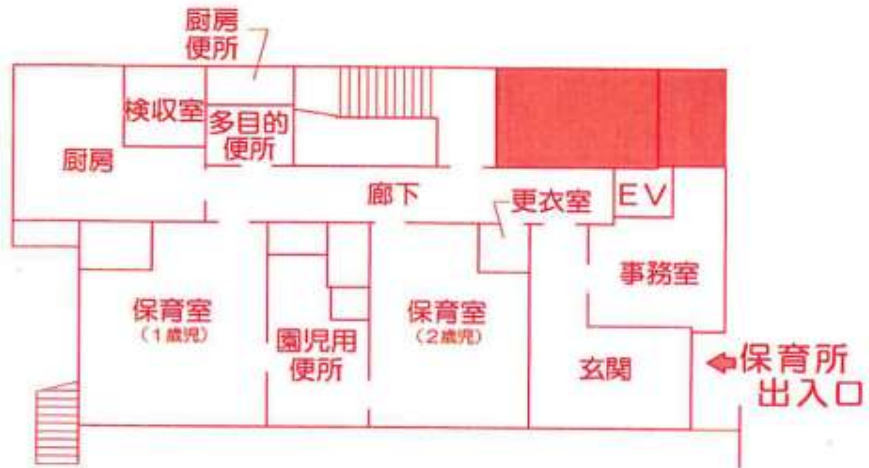 厨房
便所
検収室
多目的
便所
厨房
廊下
更衣室
EV
事務室
保育室
(1歳児)
園児用
便所
保育室
(2歳児)
玄関
保育所
出入口